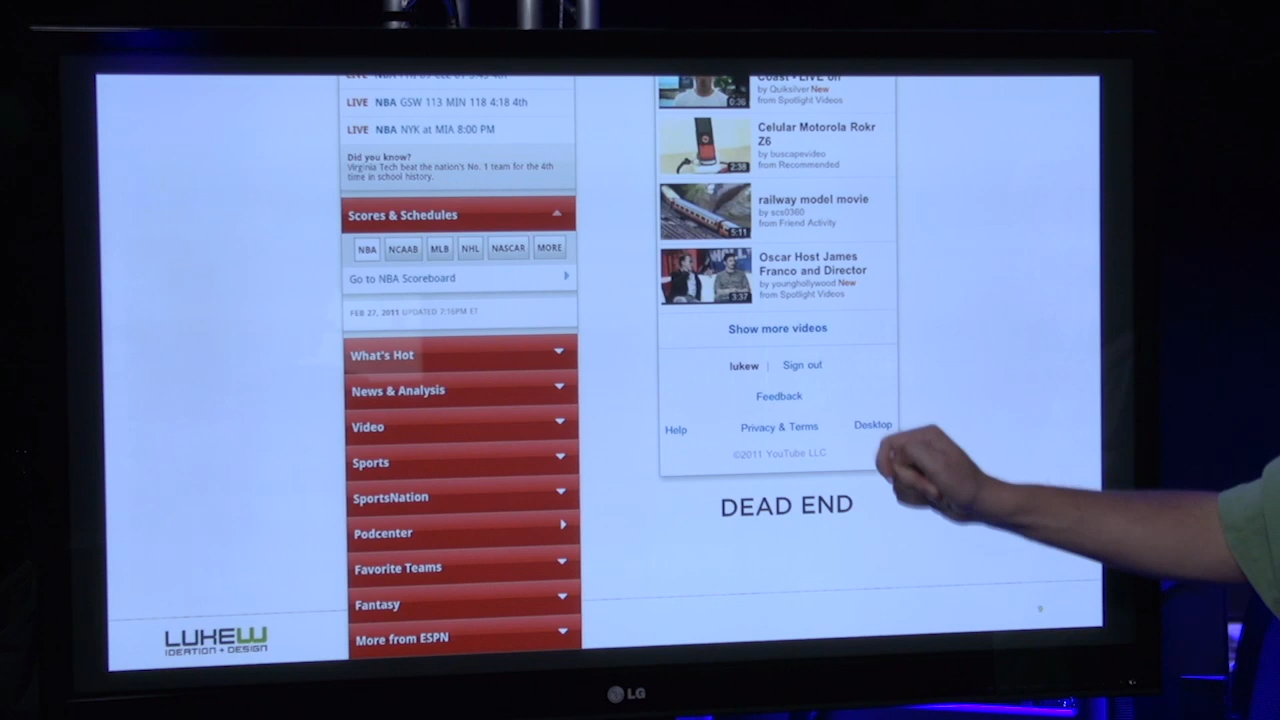 LIVE NBA GSW 113 MIN 118 4:18 4th
LIVE NBA NYK at MIA 8:00 PM
Did you know?
Virginia Tech beat the nation's No. 1 team for the 4th
time in school history.
Scores & Schedules
NBA NCAAB MLB NHL NASCAR MORE
Go to NBA Scoreboard
FEB 27, 2011 UPDATED 7:16PM ET
What's Hot
News & Analysis
Video
Sports
SportsNation
Podcenter
Favorite Teams
Fantasy
More from ESPN
Coast - LIVE on
by Quiksilver New
from Spotlight Videos
0:36
Celular Motorola Rokr
Z6
by buscapevideo
from Recommended
2:38
railway model movie
by scs0360
from Friend Activity
5:11
Oscar Host James
Franco and Director
by younghollywood New
from Spotlight Videos
3:37
Show more videos
lukew | Sign out
Feedback
Help Privacy & Terms Desktop
©2011 YouTube LLC
DEAD END
9
LUKEW
IDEATION + DESIGN
LG